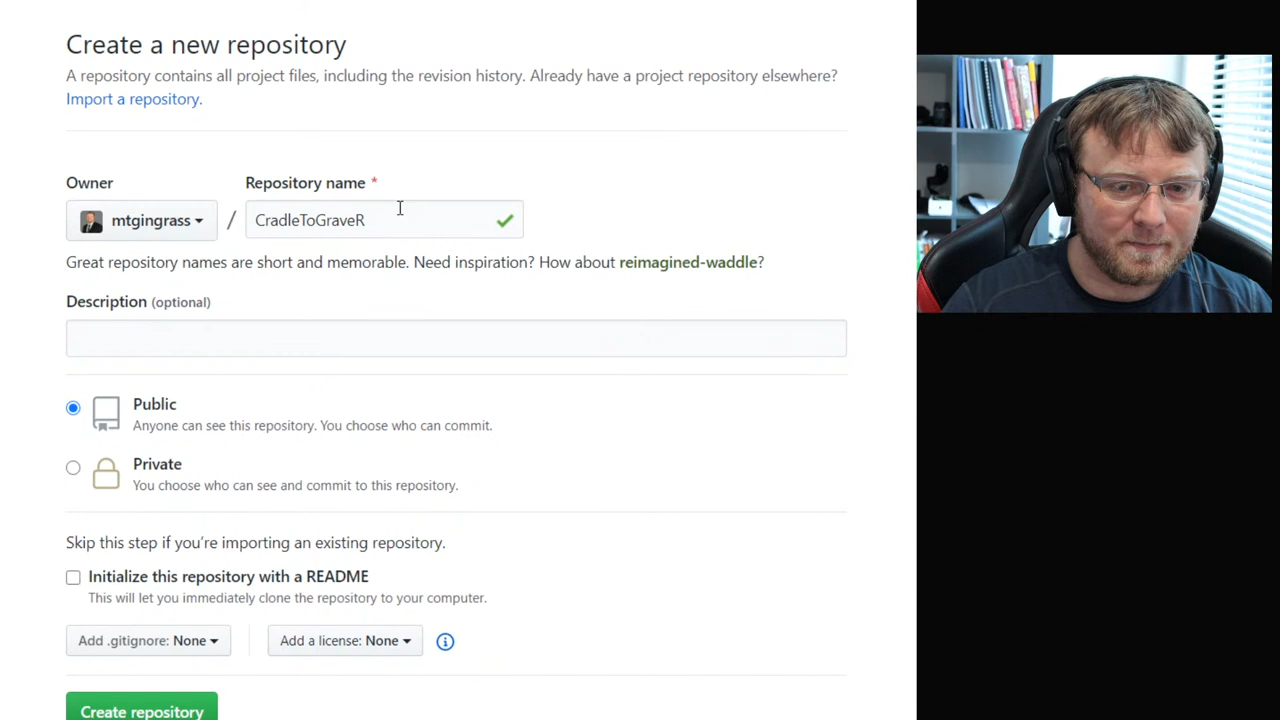 Create a new repository
A repository contains all project files, including the revision history. Already have a project repository elsewhere?
Import a repository.
Owner
Repository name *
mtgingrass
/
CradleToGraveR
Great repository names are short and memorable. Need inspiration? How about reimagined-waddle?
Description (optional)
Public
Anyone can see this repository. You choose who can commit.
Private
You choose who can see and commit to this repository.
Skip this step if you’re importing an existing repository.
Initialize this repository with a README
This will let you immediately clone the repository to your computer.
Add .gitignore: None
Add a license: None
Create repository